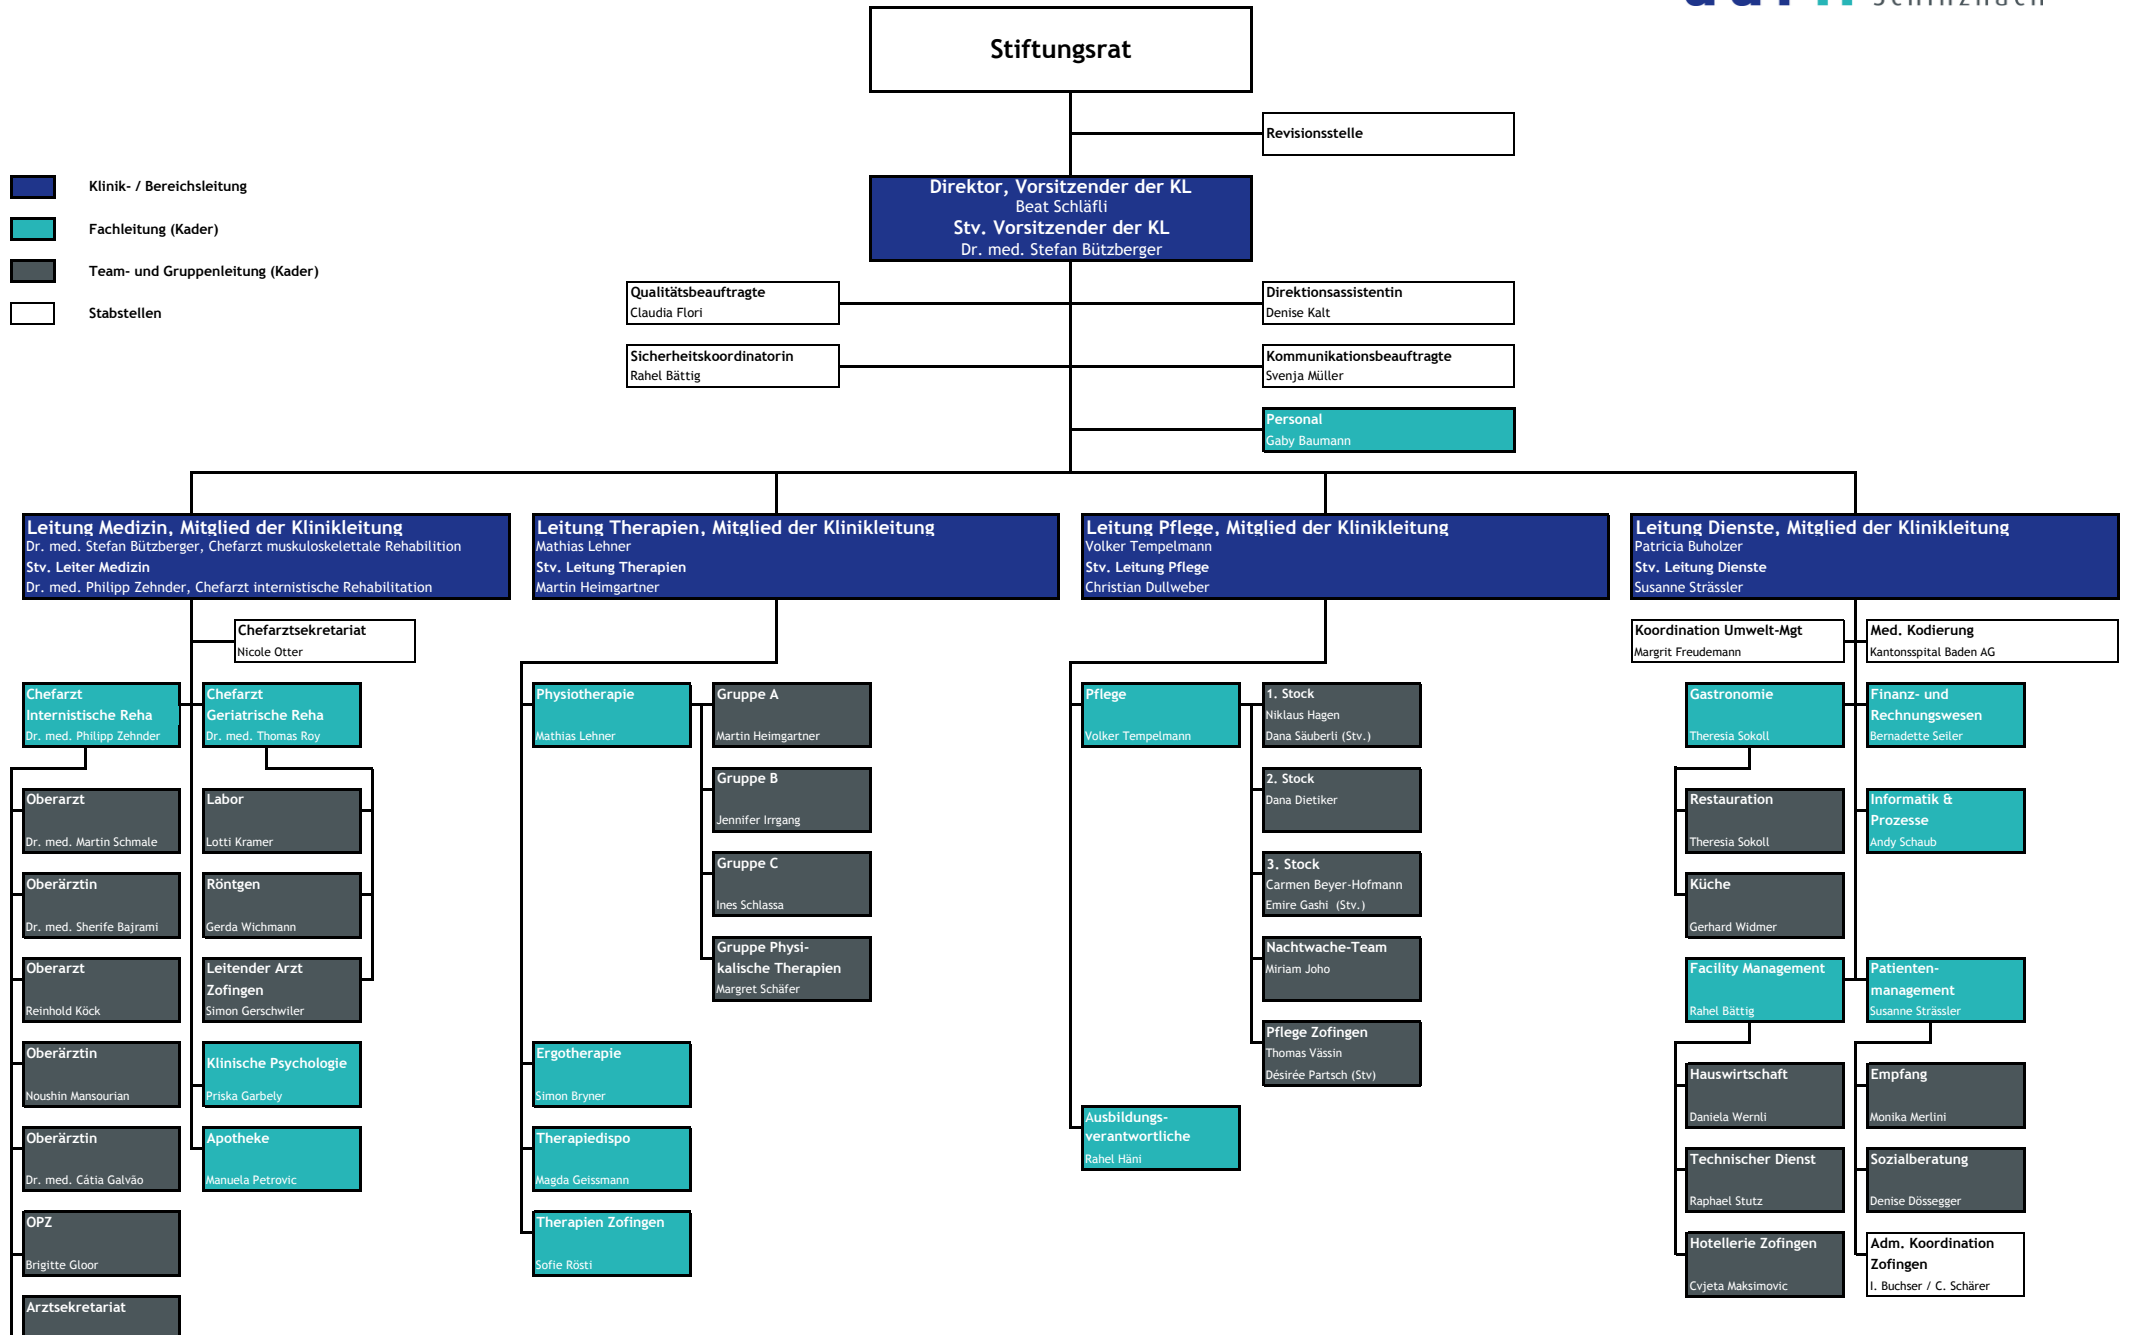 Stiftungsrat
Revisionsstelle
Klinik- / Bereichsleitung
Fachleitung (Kader)
Team- und Gruppenleitung (Kader)
Stabstellen
Direktor, Vorsitzender der KL
Beat Schläfli
Stv. Vorsitzender der KL
Dr. med. Stefan Bützberger
Qualitätsbeauftragte
Claudia Flori
Direktionsassistentin
Denise Kalt
Sicherheitskoordinatorin
Rahel Bättig
Kommunikationsbeauftragte
Svenja Müller
Personal
Gaby Baumann
Leitung Medizin, Mitglied der Klinikleitung
Dr. med. Stefan Bützberger, Chefarzt muskuloskelettale Rehabilition
Stv. Leiter Medizin
Dr. med. Philipp Zehnder, Chefarzt internistische Rehabilitation
Leitung Therapien, Mitglied der Klinikleitung
Mathias Lehner
Stv. Leitung Therapien
Martin Heimgartner
Leitung Pflege, Mitglied der Klinikleitung
Volker Tempelmann
Stv. Leitung Pflege
Christian Dullweber
Leitung Dienste, Mitglied der Klinikleitung
Patricia Buholzer
Stv. Leitung Dienste
Susanne Strässler
Chefarztsekretariat
Nicole Otter
Chefarzt
Internistische Reha
Dr. med. Philipp Zehnder
Chefarzt
Geriatrische Reha
Dr. med. Thomas Roy
Oberarzt
Dr. med. Martin Schmale
Labor
Lotti Kramer
Oberärztin
Dr. med. Sherife Bajrami
Röntgen
Gerda Wichmann
Oberarzt
Reinhold Köck
Leitender Arzt
Zofingen
Simon Gerschwiler
Oberärztin
Noushin Mansourian
Klinische Psychologie
Priska Garbely
Oberärztin
Dr. med. Cátia Galvão
Apotheke
Manuela Petrovic
OPZ
Brigitte Gloor
Arztsekretariat
Physiotherapie
Mathias Lehner
Gruppe A
Martin Heimgartner
Gruppe B
Jennifer Irrgang
Gruppe C
Ines Schlassa
Gruppe Physi-
kalische Therapien
Margret Schäfer
Ergotherapie
Simon Bryner
Therapiedispo
Magda Geissmann
Therapien Zofingen
Sofie Rösti
Pflege
Volker Tempelmann
1. Stock
Niklaus Hagen
Dana Säuberli (Stv.)
2. Stock
Dana Dietiker
3. Stock
Carmen Beyer-Hofmann
Emire Gashi (Stv.)
Nachtwache-Team
Miriam Joho
Pflege Zofingen
Thomas Vässin
Désirée Partsch (Stv)
Ausbildungs-
verantwortliche
Rahel Häni
Koordination Umwelt-Mgt
Margrit Freudemann
Med. Kodierung
Kantonsspital Baden AG
Gastronomie
Theresia Sokoll
Finanz- und
Rechnungswesen
Bernadette Seiler
Restauration
Theresia Sokoll
Informatik &
Prozesse
Andy Schaub
Küche
Gerhard Widmer
Facility Management
Rahel Bättig
Patienten-
management
Susanne Strässler
Hauswirtschaft
Daniela Wernli
Empfang
Monika Merlini
Technischer Dienst
Raphael Stutz
Sozialberatung
Denise Dössegger
Hotellerie Zofingen
Cvjeta Maksimovic
Adm. Koordination
Zofingen
I. Buchser / C. Schärer